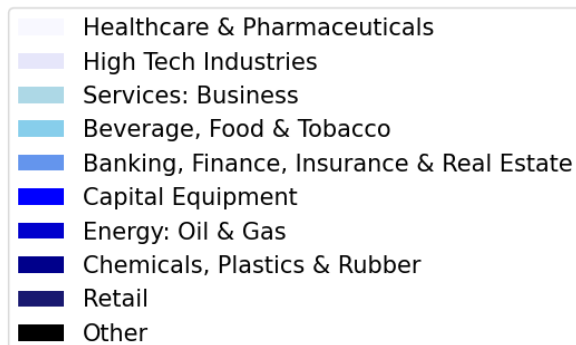 Healthcare & Pharmaceuticals
High Tech Industries
Services: Business
Beverage, Food & Tobacco
Banking, Finance, Insurance & Real Estate
Capital Equipment
Energy: Oil & Gas
Chemicals, Plastics & Rubber
Retail
Other